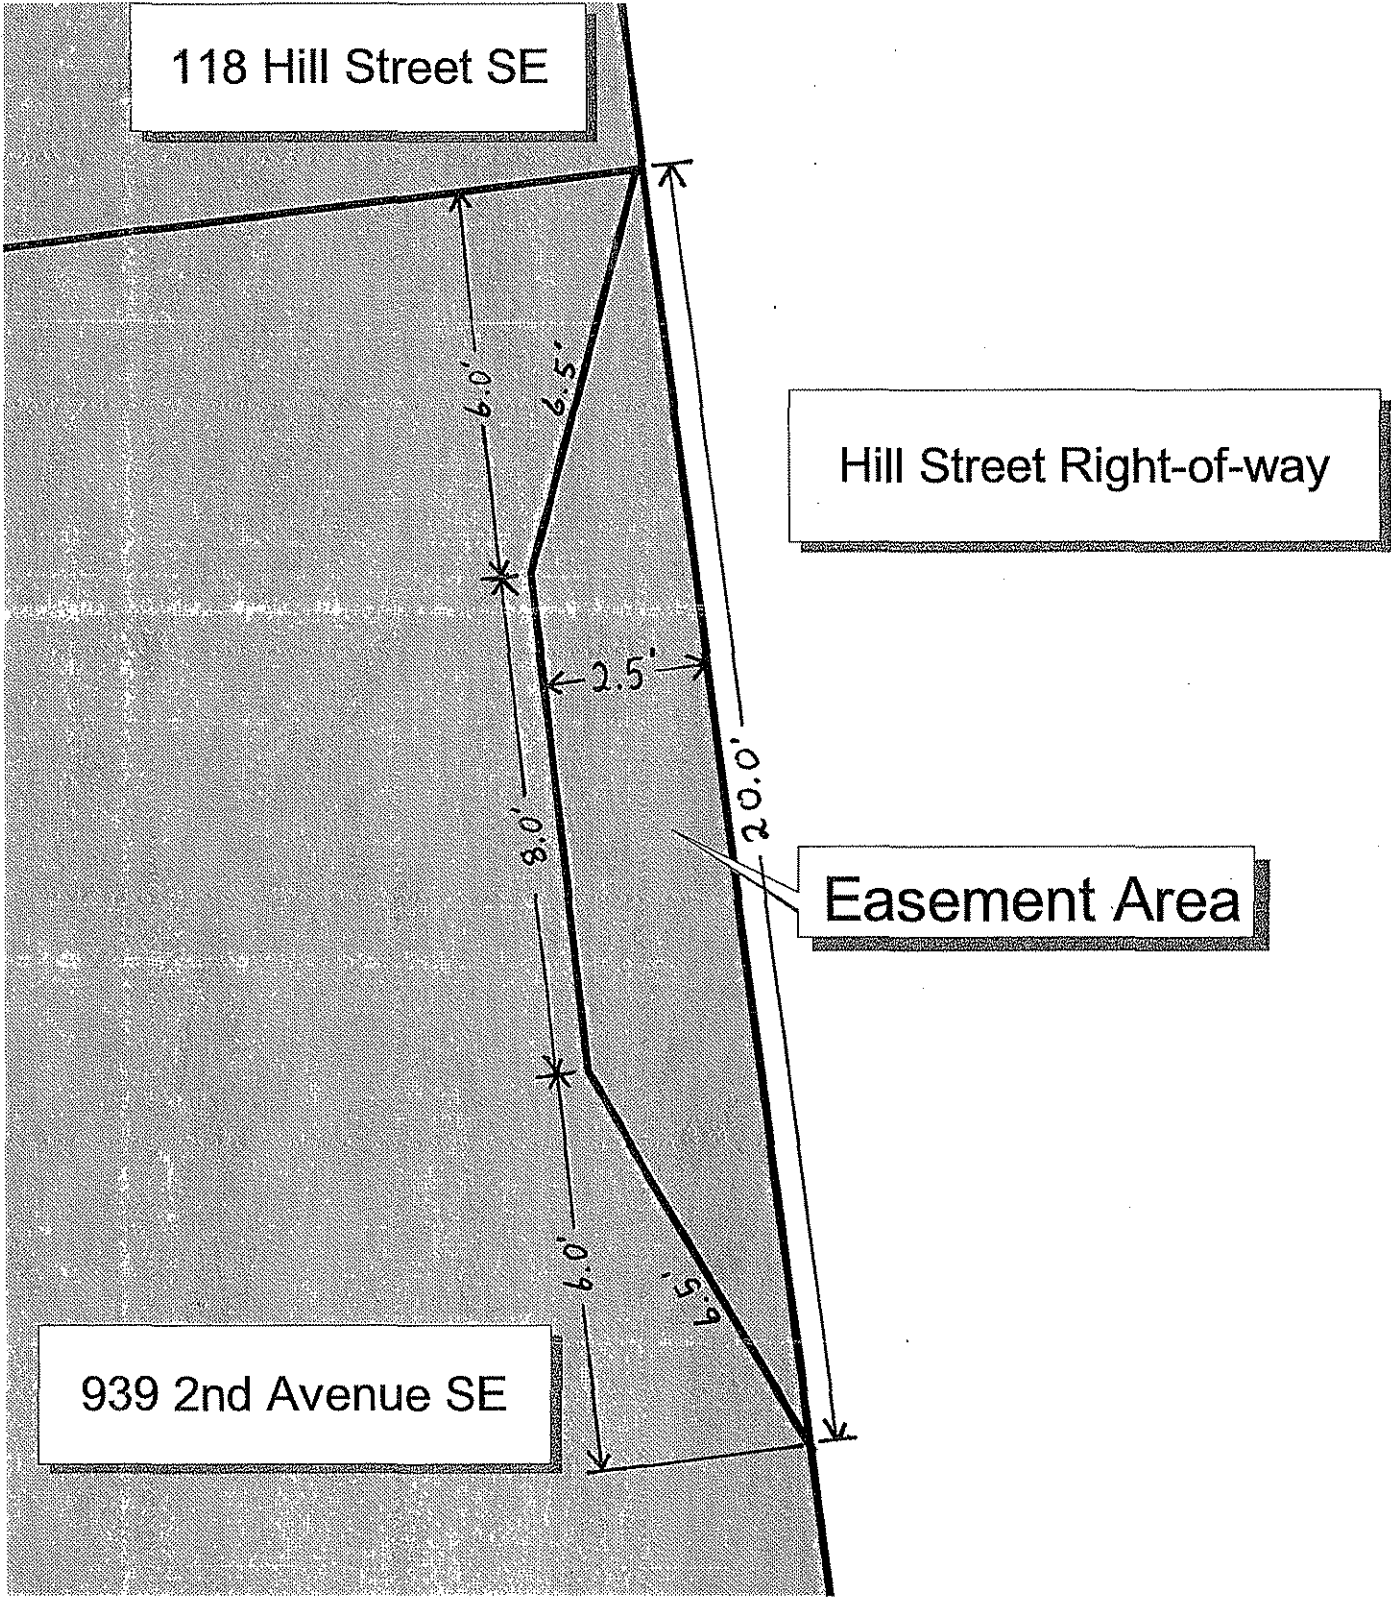 118 Hill Street SE
6.0'
6.5'
Hill Street Right-of-way
2.5'
20.0'
8.0'
Easement Area
6.0'
6.5'
939 2nd Avenue SE